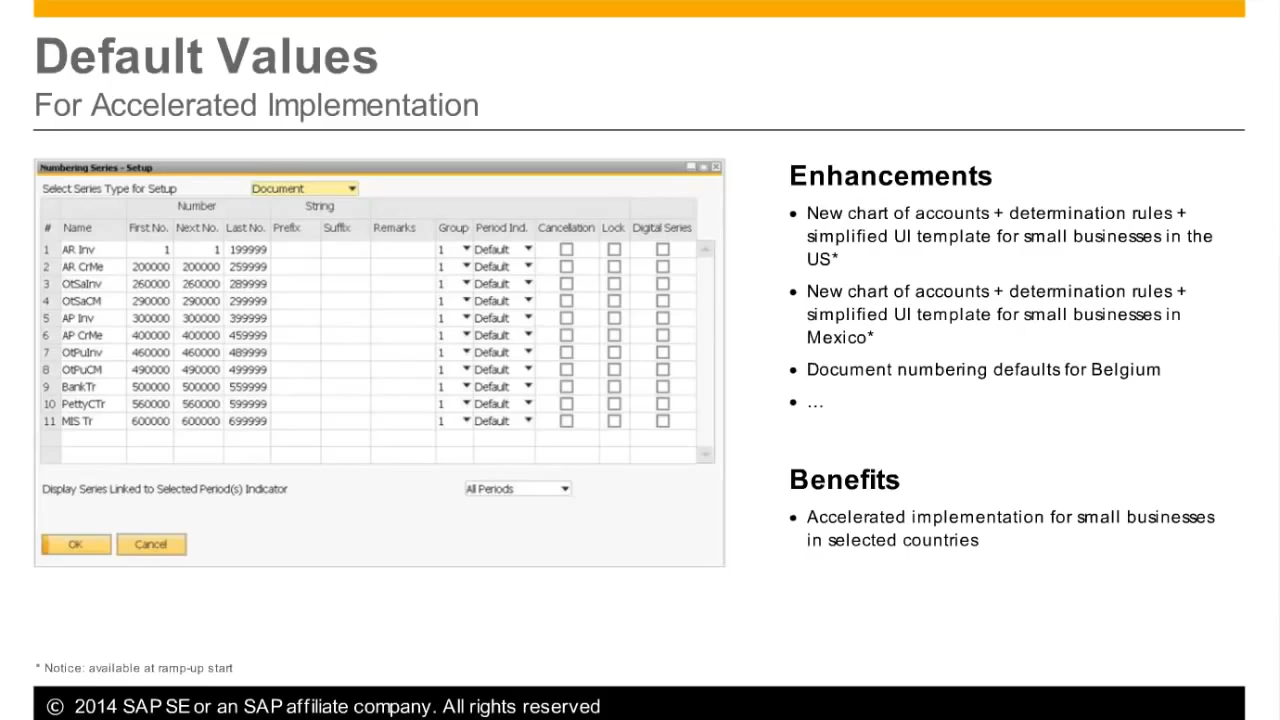 Default Values
For Accelerated Implementation
Numbering Series - Setup
Select Series Type for Setup Document
Number String
# Name First No. Next No. Last No. Prefix Suffix Remarks Group Period Ind. Cancellation Lock Digital Series
1 AR Inv 1 1 199999 1 Default
2 AR CrMe 200000 200000 259999 1 Default
3 OtSaInv 260000 260000 289999 1 Default
4 OtSaCM 290000 290000 299999 1 Default
5 AP Inv 300000 300000 399999 1 Default
6 AP CrMe 400000 400000 459999 1 Default
7 OtPuInv 460000 460000 489999 1 Default
8 OtPuCM 490000 490000 499999 1 Default
9 BankTr 500000 500000 559999 1 Default
10 PettyCTr 560000 560000 599999 1 Default
11 MIS Tr 600000 600000 699999 1 Default
Display Series Linked to Selected Period(s) Indicator All Periods
OK Cancel
Enhancements
• New chart of accounts + determination rules +
simplified UI template for small businesses in the
US*
• New chart of accounts + determination rules +
simplified UI template for small businesses in
Mexico*
• Document numbering defaults for Belgium
• ...
Benefits
• Accelerated implementation for small businesses
in selected countries
* Notice: available at ramp-up start
© 2014 SAP SE or an SAP affiliate company. All rights reserved